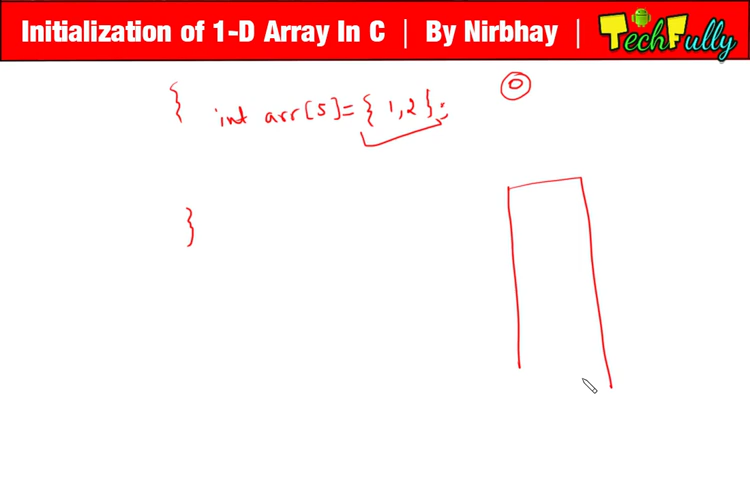 Initialization of 1-D Array In C | By Nirbhay | TechFully
{
int arr[5]={ 1,2 };
0
}